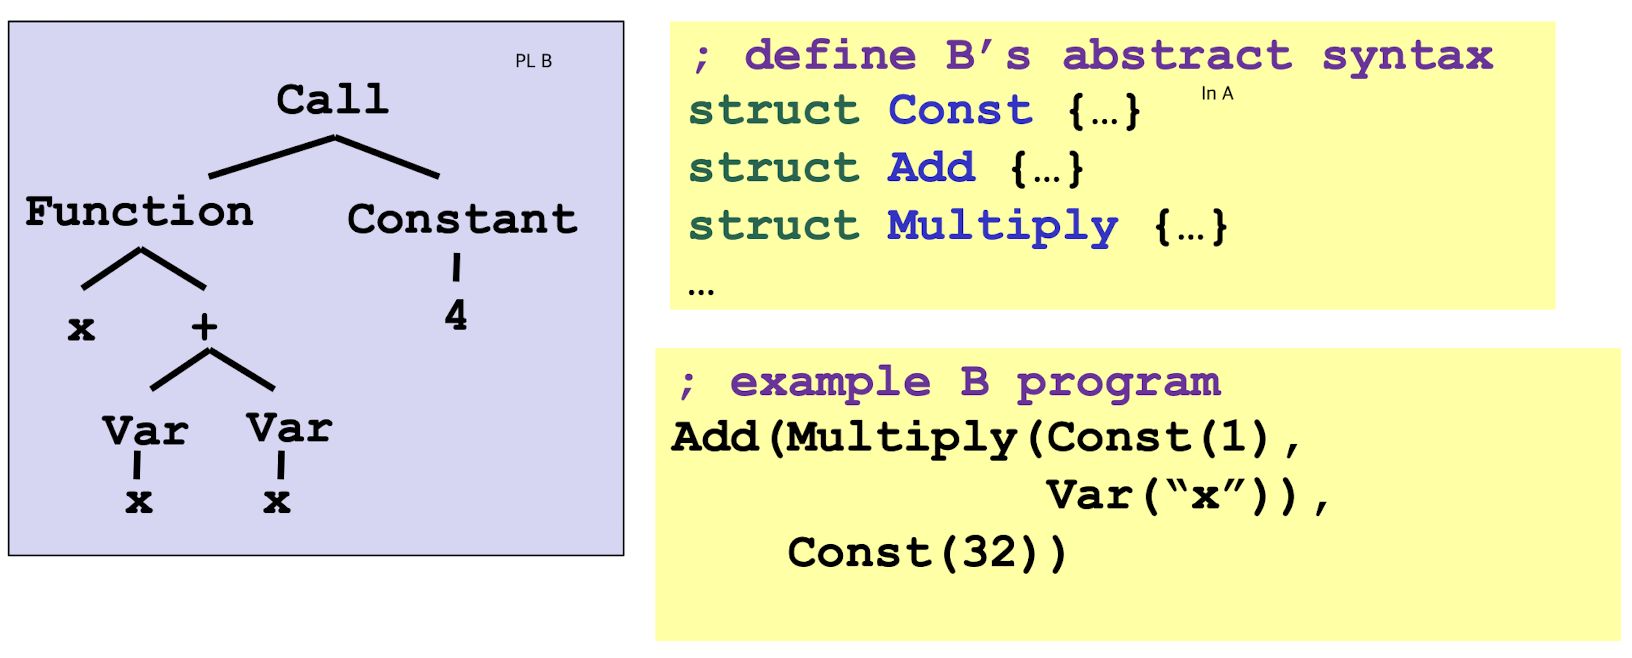 PL B
Call
Function Constant
x + 4
Var Var
x x
; define B’s abstract syntax
In A
struct Const {…}
struct Add {…}
struct Multiply {…}
…
; example B program
Add(Multiply(Const(1),
Var(“x”)),
Const(32))